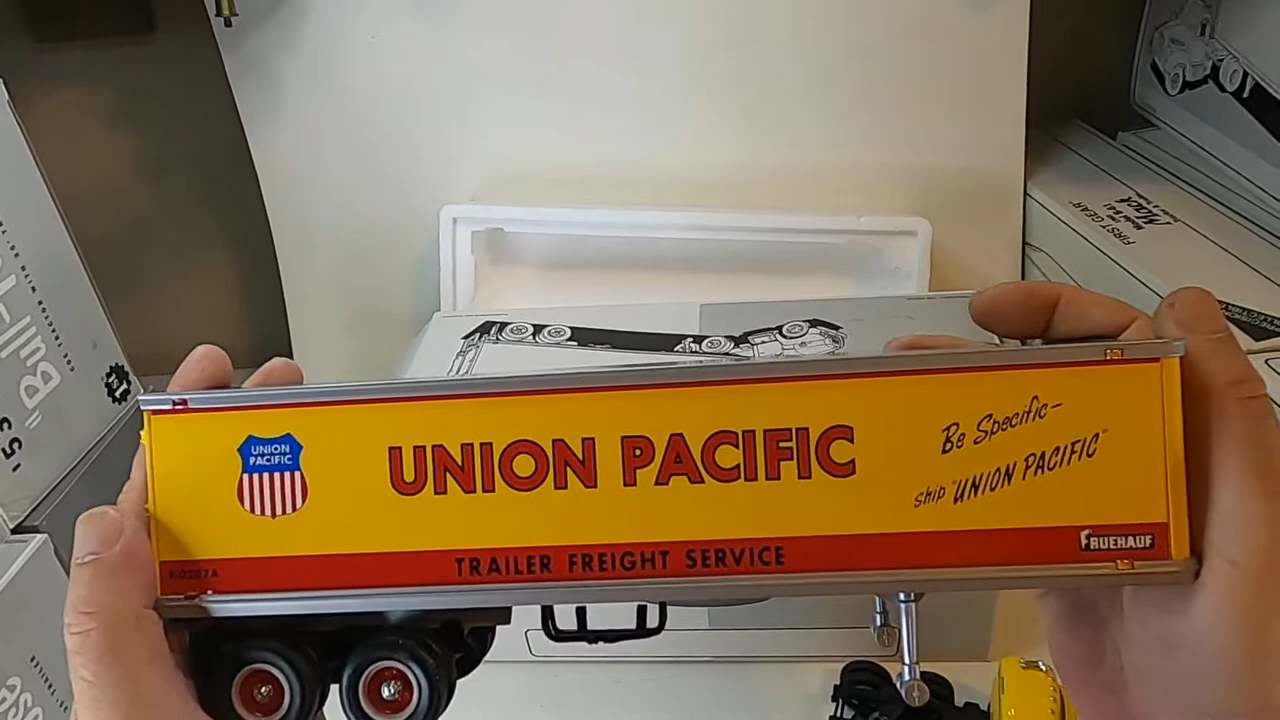 UNION
PACIFIC
UNION PACIFIC
Be Specific-
ship "UNION PACIFIC"
TRAILER FREIGHT SERVICE
FRUEHAUF
FIRST GEAR
Mack